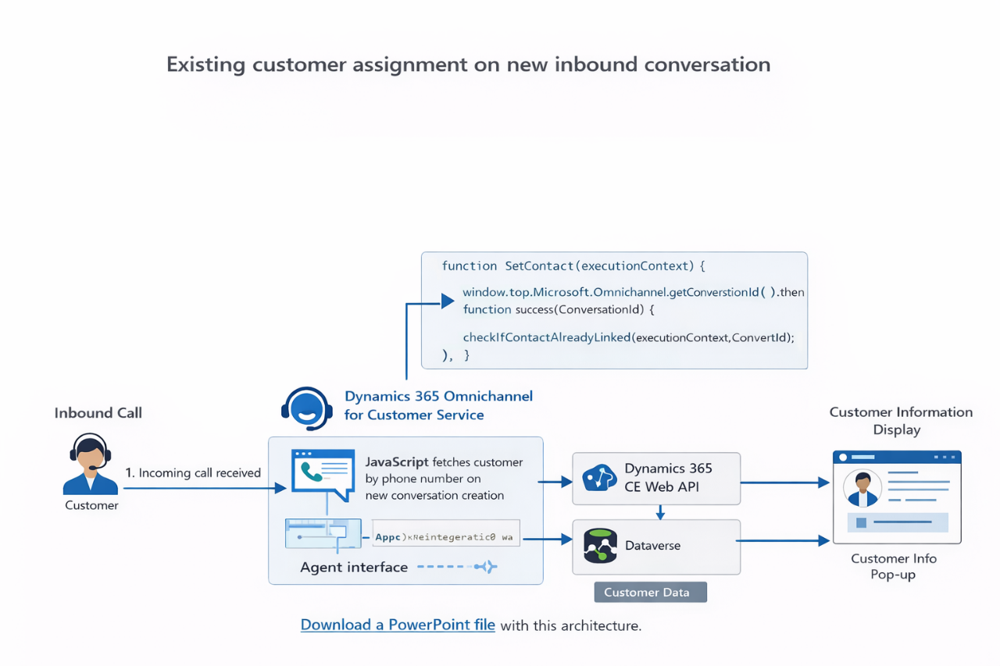 Existing customer assignment on new inbound conversation
function SetContact(executionContext) {
window.top.Microsoft.Omnichannel.getConverstionId( ).then
function success(ConversationId) {
checkIfContactAlreadyLinked(executionContext,ConvertId);
), }
Dynamics 365 Omnichannel
for Customer Service
Inbound Call
1. Incoming call received
Customer
JavaScript fetches customer
by phone number on
new conversation creation
Appc
wa
Agent interface
Dynamics 365
CE Web API
Dataverse
Customer Data
Customer Information
Display
Customer Info
Pop-up
Download a PowerPoint file with this architecture.